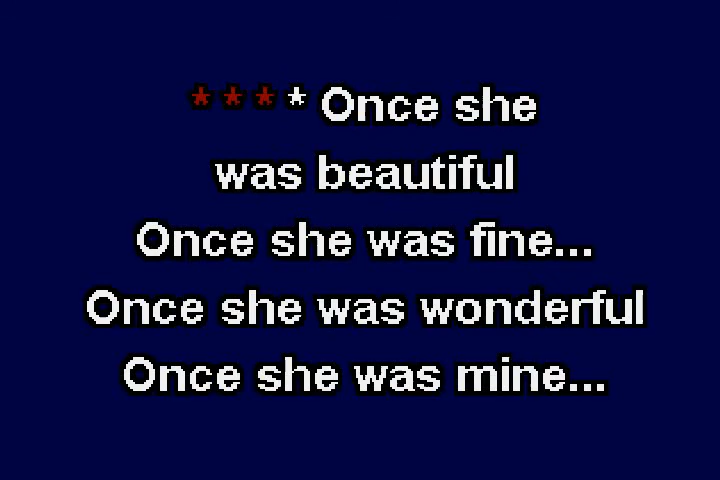 * * * * Once she
was beautiful
Once she was fine...
Once she was wonderful
Once she was mine...